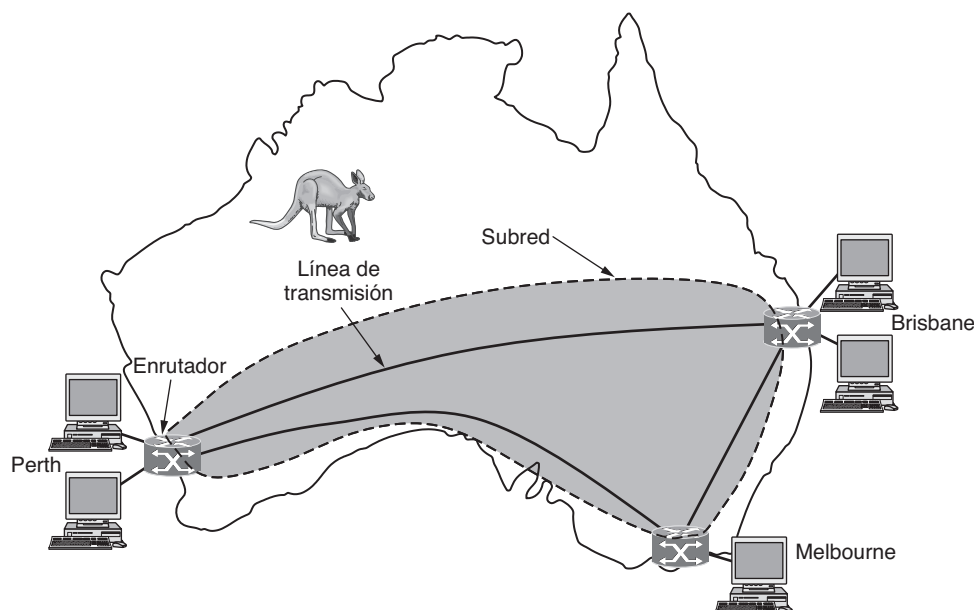 Subred
Línea de
transmisión
Brisbane
Enrutador
Perth
Melbourne